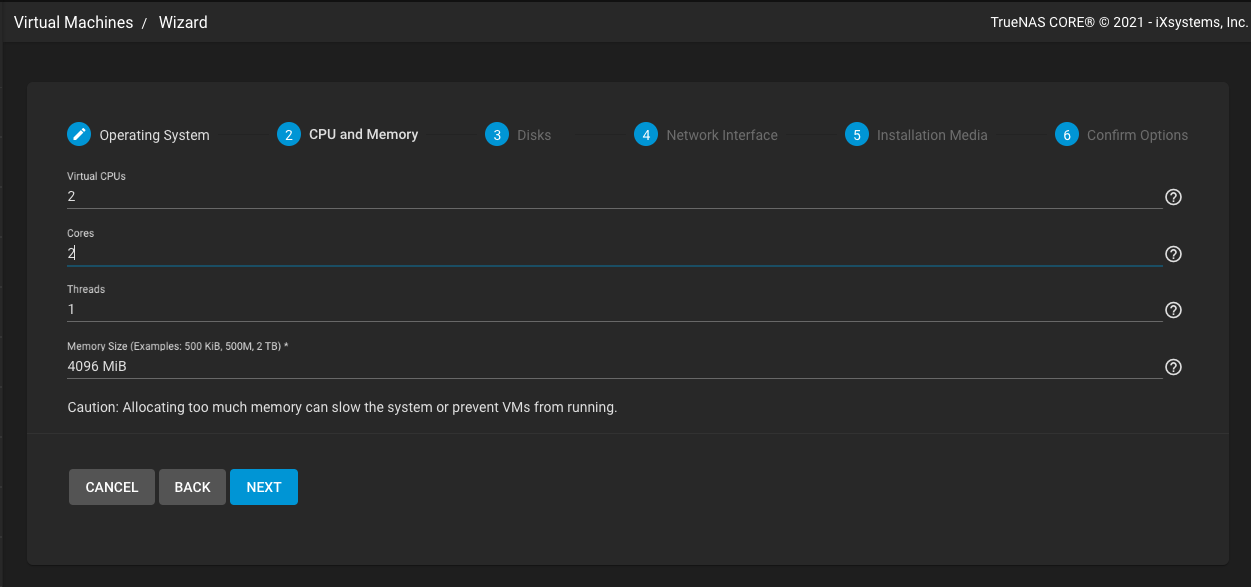 Virtual Machines / Wizard
TrueNAS CORE® © 2021 - iXsystems, Inc.
Operating System
2 CPU and Memory
3 Disks
4 Network Interface
5 Installation Media
6 Confirm Options
Virtual CPUs
2
Cores
2
Threads
1
Memory Size (Examples: 500 KiB, 500M, 2 TB) *
4096 MiB
Caution: Allocating too much memory can slow the system or prevent VMs from running.
CANCEL BACK NEXT